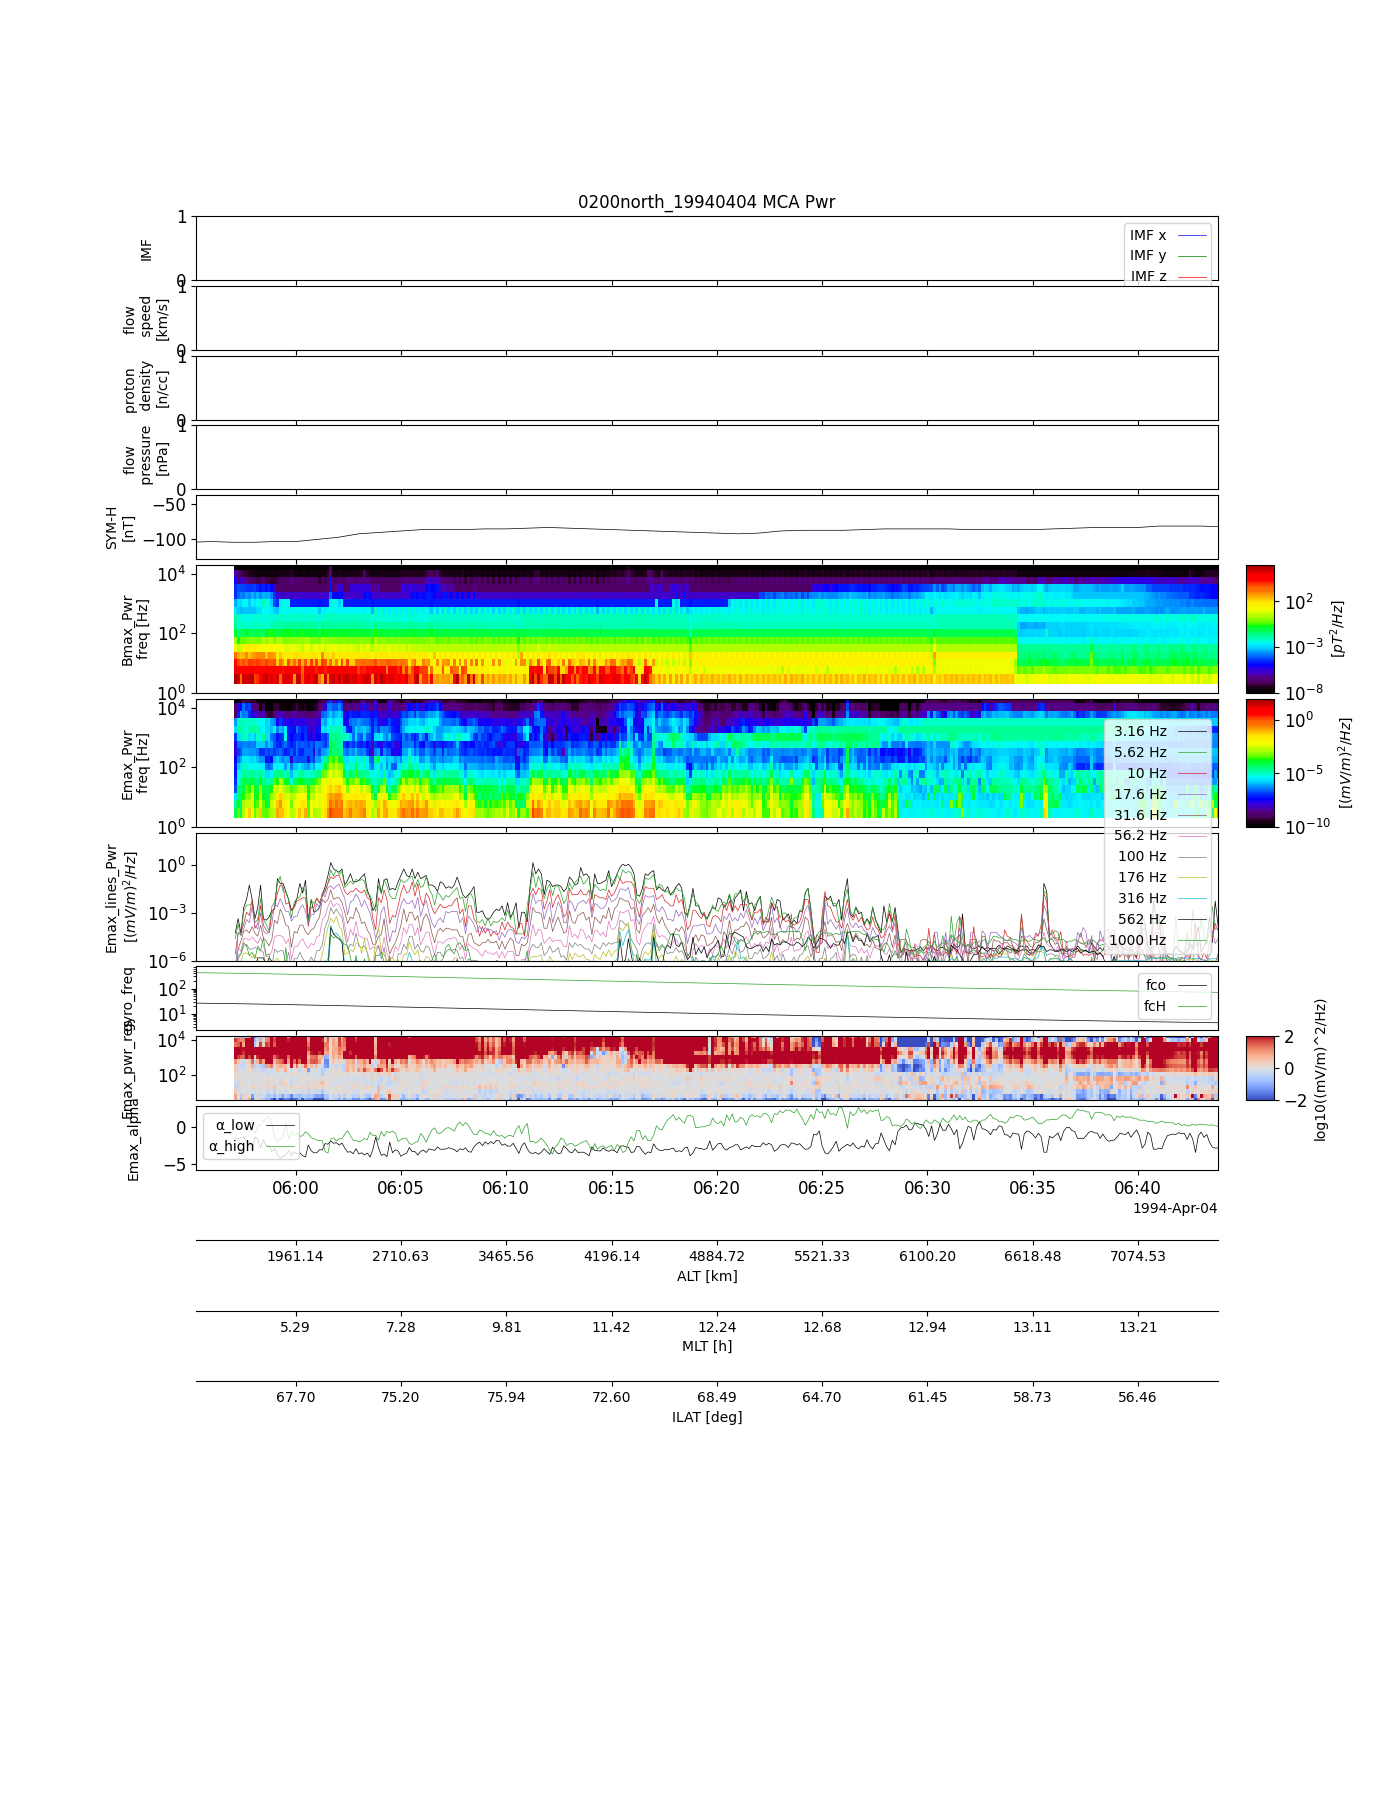 0200north_19940404 MCA Pwr
1
0
IMF
IMF x
IMF y
IMF z
1
0
flow
speed
[km/s]
1
0
proton
density
[n/cc]
1
0
flow
pressure
[nPa]
−50
−100
SYM-H
[nT]
10^4
10^2
10^0
Bmax_Pwr
freq [Hz]
10^2
10^−3
10^−8
[pT^2/Hz]
10^4
10^2
10^0
Emax_Pwr
freq [Hz]
10^0
10^−5
10^−10
[(mV/m)^2/Hz]
3.16 Hz
5.62 Hz
10 Hz
17.6 Hz
31.6 Hz
56.2 Hz
100 Hz
176 Hz
316 Hz
562 Hz
1000 Hz
10^0
10^−3
10^−6
Emax_lines_Pwr
[(mV/m)^2/Hz]
10^2
10^1
gyro_freq
fco
fcH
10^4
10^2
Emax_pwr_reg
2
0
−2
log10((mV/m)^2/Hz)
0
−5
Emax_alpha
α_low
α_high
06:00 06:05 06:10 06:15 06:20 06:25 06:30 06:35 06:40
1994-Apr-04
1961.14 2710.63 3465.56 4196.14 4884.72 5521.33 6100.20 6618.48 7074.53
ALT [km]
5.29 7.28 9.81 11.42 12.24 12.68 12.94 13.11 13.21
MLT [h]
67.70 75.20 75.94 72.60 68.49 64.70 61.45 58.73 56.46
ILAT [deg]